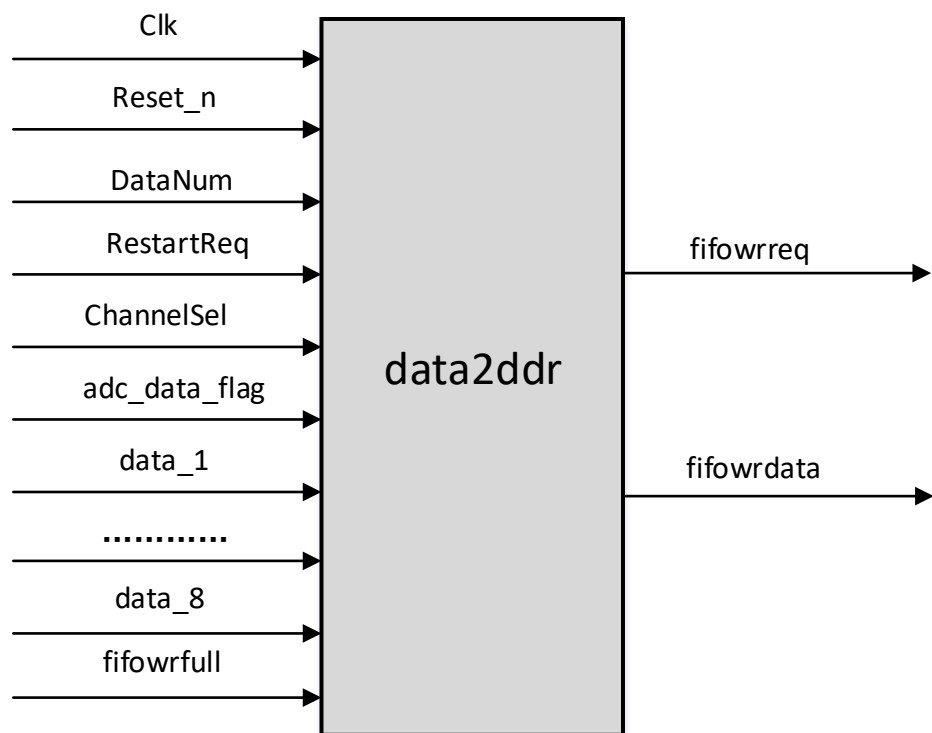 Clk
Reset_n
DataNum
RestartReq
ChannelSel
adc_data_flag
data_1
............
data_8
fifowrfull
data2ddr
fifowrreq
fifowrdata